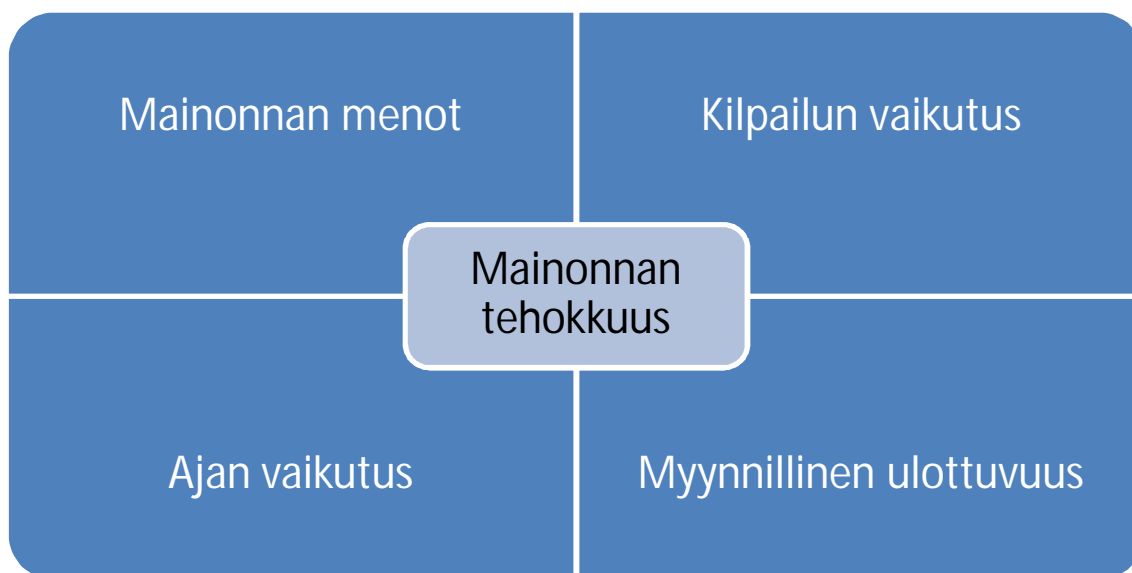 Mainonnan menot
Kilpailun vaikutus
Mainonnan
tehokkuus
Ajan vaikutus
Myynnillinen ulottuvuus